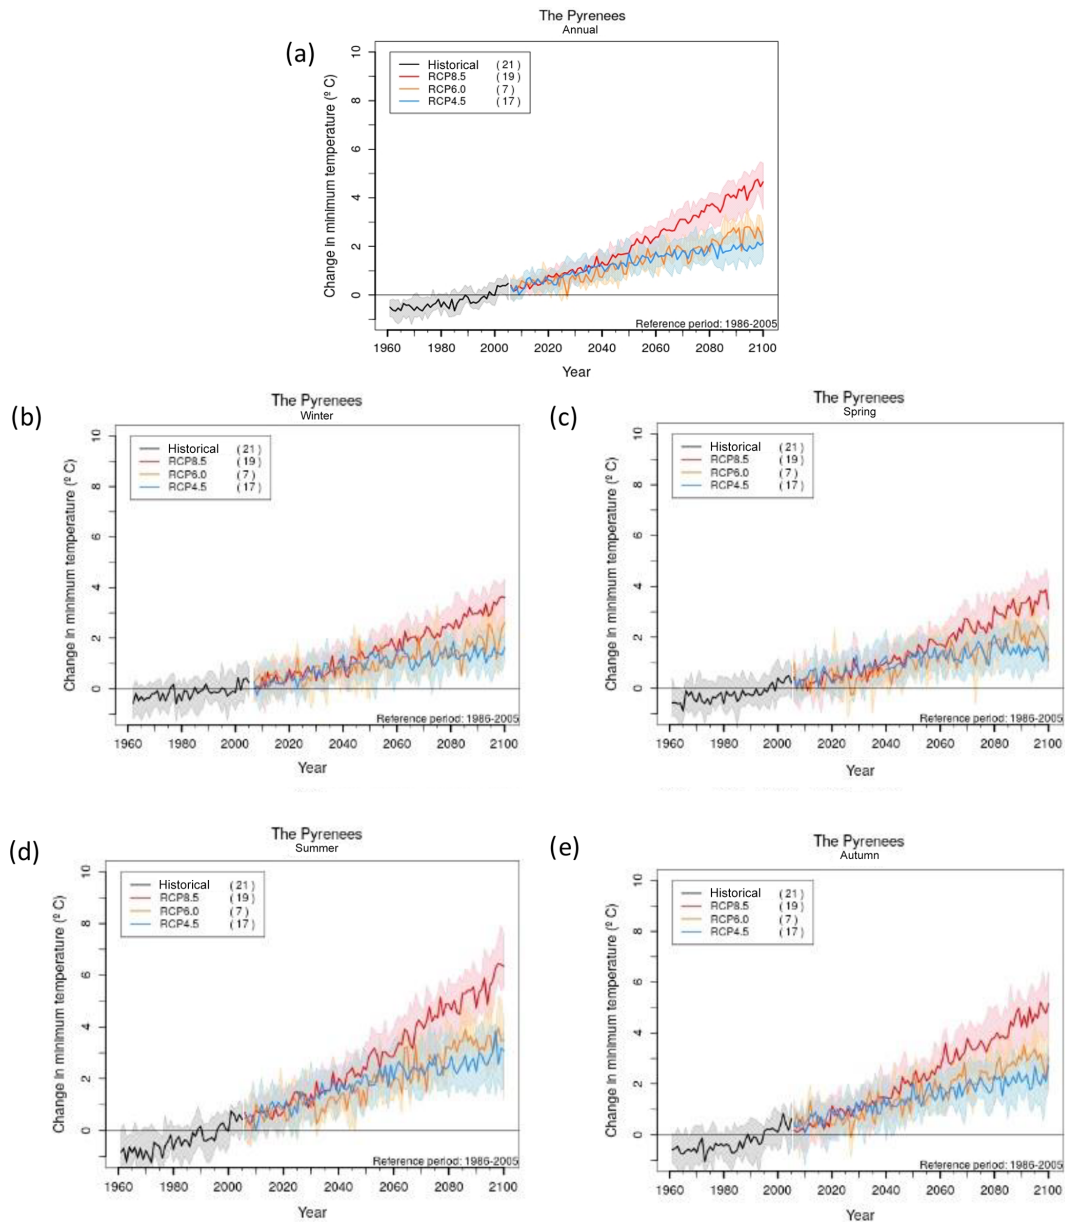 The Pyrenees
Annual
(a)
Historical (21)
RCP8.5 (19)
RCP6.0 (7)
RCP4.5 (17)
Change in minimum temperature (º C)
10
8
6
4
2
0
Reference period: 1986-2005
1960 1980 2000 2020 2040 2060 2080 2100
Year
(b)
The Pyrenees
Winter
Historical (21)
RCP8.5 (19)
RCP6.0 (7)
RCP4.5 (17)
Change in minimum temperature (º C)
10
8
6
4
2
0
Reference period: 1986-2005
1960 1980 2000 2020 2040 2060 2080 2100
Year
(c)
The Pyrenees
Spring
Historical (21)
RCP8.5 (19)
RCP6.0 (7)
RCP4.5 (17)
Change in minimum temperature (º C)
10
8
6
4
2
0
Reference period: 1986-2005
1960 1980 2000 2020 2040 2060 2080 2100
Year
(d)
The Pyrenees
Summer
Historical (21)
RCP8.5 (19)
RCP6.0 (7)
RCP4.5 (17)
Change in minimum temperature (º C)
10
8
6
4
2
0
Reference period: 1986-2005
1960 1980 2000 2020 2040 2060 2080 2100
Year
(e)
The Pyrenees
Autumn
Historical (21)
RCP8.5 (19)
RCP6.0 (7)
RCP4.5 (17)
Change in minimum temperature (º C)
10
8
6
4
2
0
Reference period: 1986-2005
1960 1980 2000 2020 2040 2060 2080 2100
Year